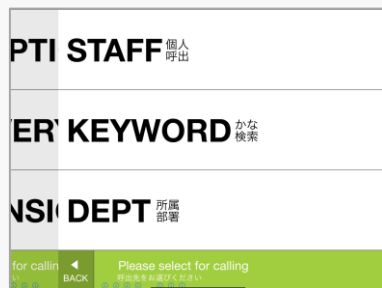 PTI
STAFF 個人呼出
ERY
KEYWORD かな検索
NSI
DEPT 所属部署
for callin
BACK
Please select for calling
呼出先をお選びください